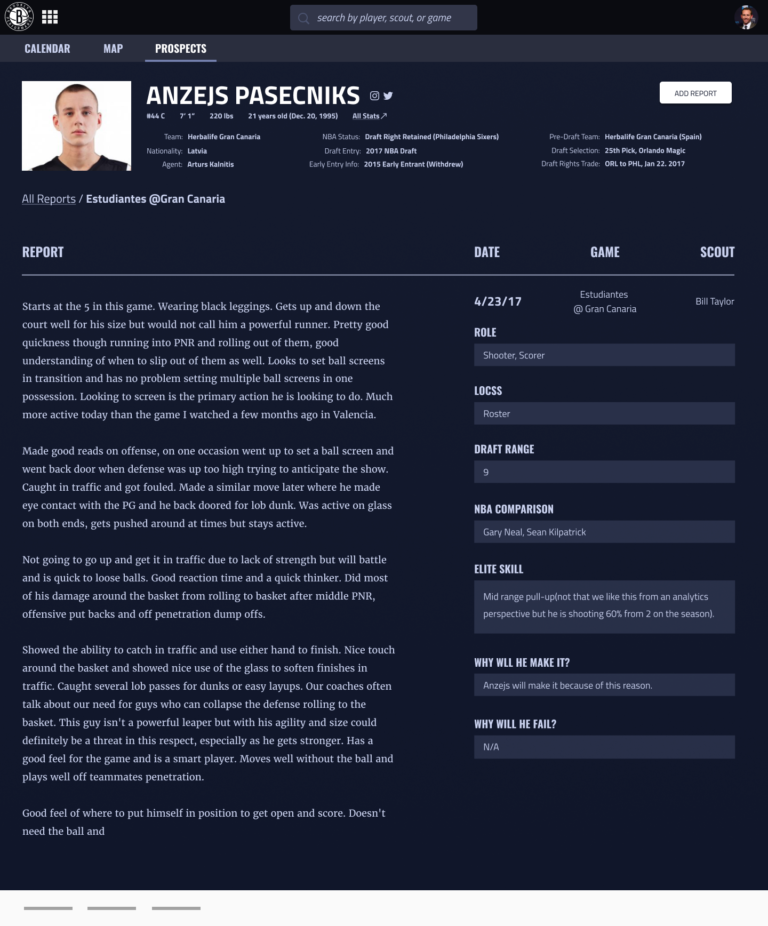 B
search by player, scout, or game
CALENDAR MAP PROSPECTS
ANZEJS PASECNIKS
ADD REPORT
#44 C 7' 1" 220 lbs 21 years old (Dec. 20, 1995) All Stats
Team: Herbalife Gran Canaria
Nationality: Latvia
Agent: Arturs Kalnitis
NBA Status: Draft Right Retained (Philadelphia Sixers)
Draft Entry: 2017 NBA Draft
Early Entry Info: 2015 Early Entrant (Withdrew)
Pre-Draft Team: Herbalife Gran Canaria (Spain)
Draft Selection: 25th Pick, Orlando Magic
Draft Rights Trade: ORL to PHL, Jan 22. 2017
All Reports / Estudiantes @Gran Canaria
REPORT
Starts at the 5 in this game. Wearing black leggings. Gets up and down the
court well for his size but would not call him a powerful runner. Pretty good
quickness though running into PNR and rolling out of them, good
understanding of when to slip out of them as well. Looks to set ball screens
in transition and has no problem setting multiple ball screens in one
possession. Looking to screen is the primary action he is looking to do. Much
more active today than the game I watched a few months ago in Valencia.
Made good reads on offense, on one occasion went up to set a ball screen and
went back door when defense was up too high trying to anticipate the show.
Caught in traffic and got fouled. Made a similar move later where he made
eye contact with the PG and he back doored for lob dunk. Was active on glass
on both ends, gets pushed around at times but stays active.
Not going to go up and get it in traffic due to lack of strength but will battle
and is quick to loose balls. Good reaction time and a quick thinker. Did most
of his damage around the basket from rolling to basket after middle PNR,
offensive put backs and off penetration dump offs.
Showed the ability to catch in traffic and use either hand to finish. Nice touch
around the basket and showed nice use of the glass to soften finishes in
traffic. Caught several lob passes for dunks or easy layups. Our coaches often
talk about our need for guys who can collapse the defense rolling to the
basket. This guy isn't a powerful leaper but with his agility and size could
definitely be a threat in this respect, especially as he gets stronger. Has a
good feel for the game and is a smart player. Moves well without the ball and
plays well off teammates penetration.
Good feel of where to put himself in position to get open and score. Doesn't
need the ball and
DATE GAME SCOUT
4/23/17
Estudiantes
@ Gran Canaria
Bill Taylor
ROLE
Shooter, Scorer
LOCSS
Roster
DRAFT RANGE
9
NBA COMPARISON
Gary Neal, Sean Kilpatrick
ELITE SKILL
Mid range pull-up(not that we like this from an analytics
perspective but he is shooting 60% from 2 on the season).
WHY WLL HE MAKE IT?
Anzejs will make it because of this reason.
WHY WILL HE FAIL?
N/A